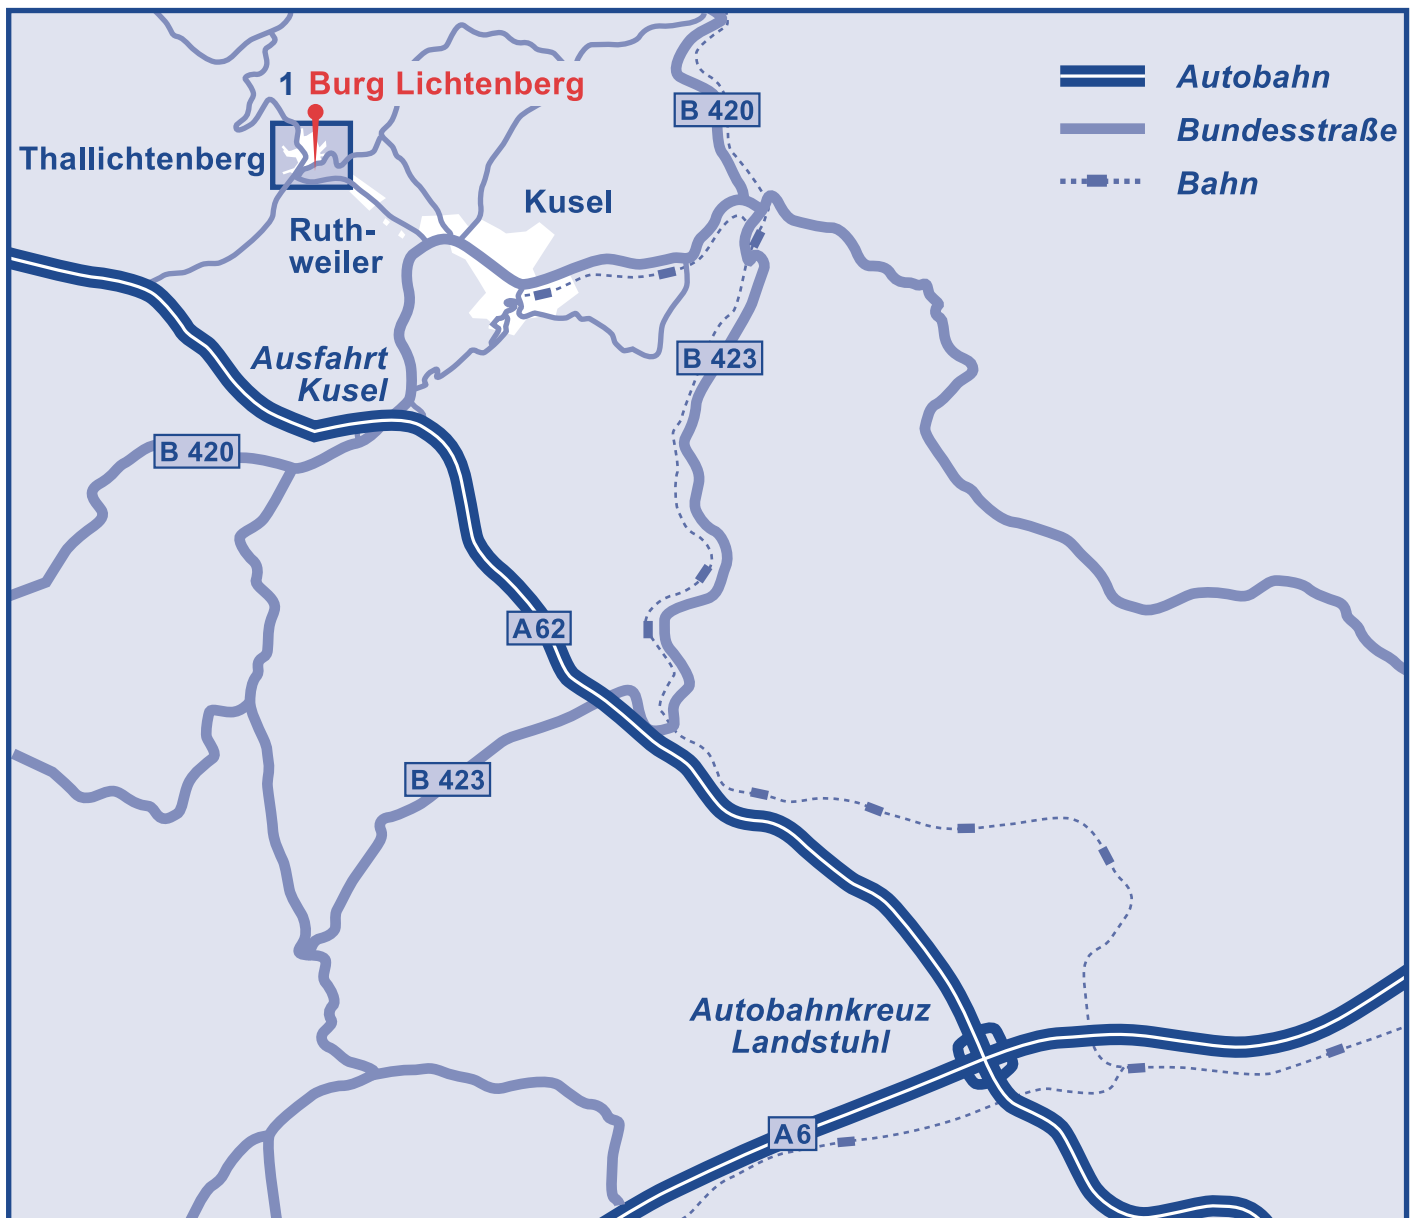 1 Burg Lichtenberg
B 420
Autobahn
Bundesstraße
Bahn
Thallichtenberg
Kusel
Ruth-
weiler
Ausfahrt
Kusel
B 423
B 420
A 62
B 423
Autobahnkreuz
Landstuhl
A 6